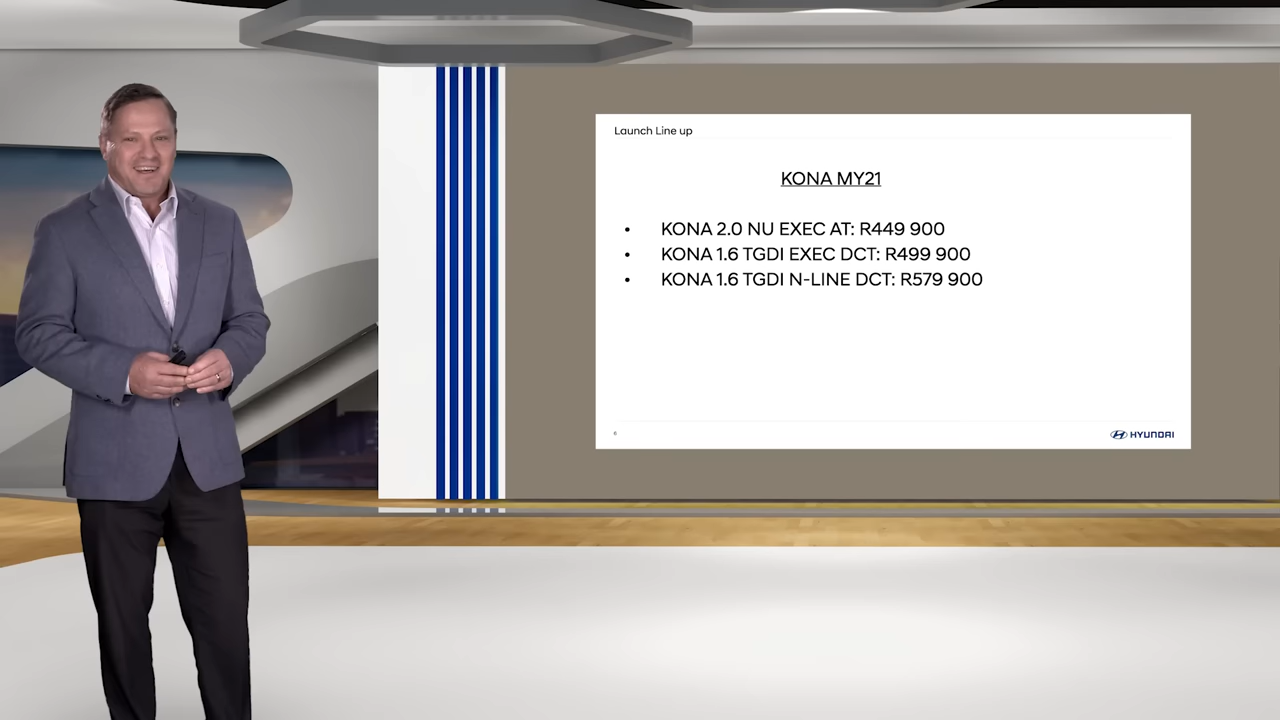 Launch Line up
KONA MY21
• KONA 2.0 NU EXEC AT: R449 900
• KONA 1.6 TGDI EXEC DCT: R499 900
• KONA 1.6 TGDI N-LINE DCT: R579 900
6
HYUNDAI